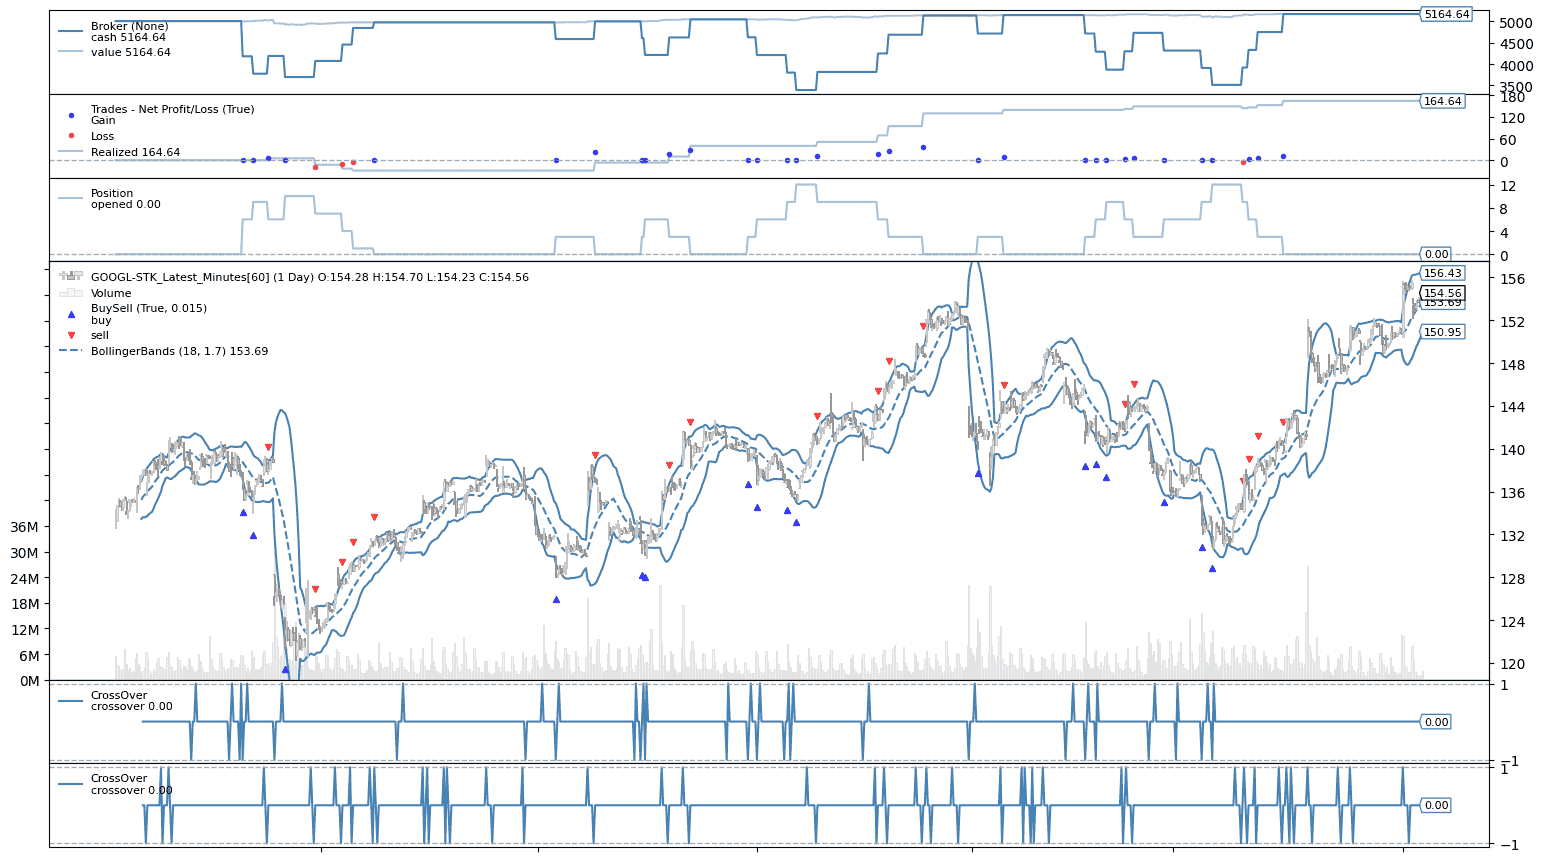 Broker (None)
cash 5164.64
value 5164.64
5164.64
5000
4500
4000
3500
Trades - Net Profit/Loss (True)
Gain
Loss
Realized 164.64
180
164.64
120
60
0
Position
opened 0.00
12
8
4
0.00
0
GOOGL-STK_Latest_Minutes[60] (1 Day) O:154.28 H:154.70 L:154.23 C:154.56
Volume
BuySell (True, 0.015)
buy
sell
BollingerBands (18, 1.7) 153.69
156.43
156
154.56
153.69
152
150.95
148
144
140
136
132
128
124
120
36M
30M
24M
18M
12M
6M
0M
CrossOver
crossover 0.00
1
0.00
−1
CrossOver
crossover 0.00
1
0.00
−1